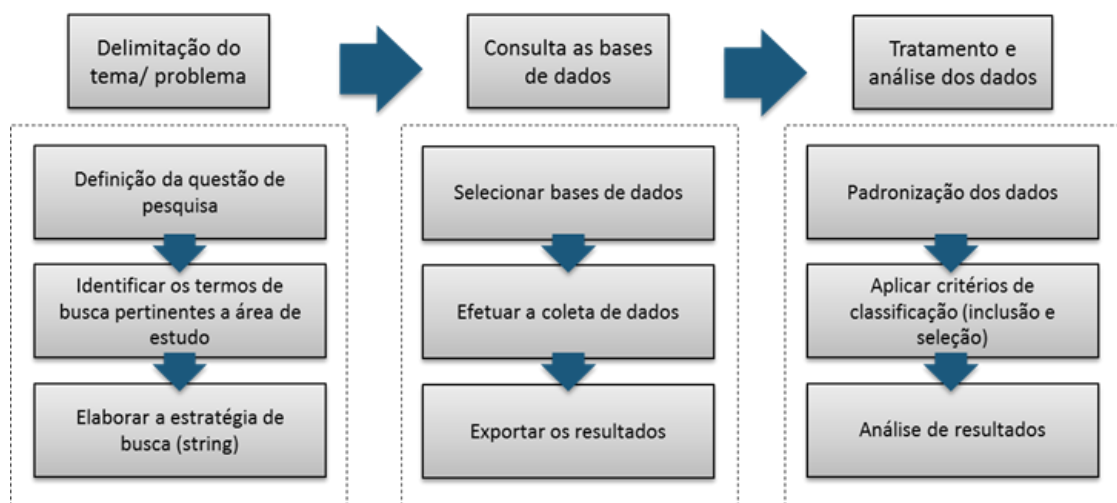 Delimitação do
tema/ problema
Consulta as bases
de dados
Tratamento e
análise dos dados
Definição da questão de
pesquisa
Identificar os termos de
busca pertinentes a área de
estudo
Elaborar a estratégia de
busca (string)
Selecionar bases de dados
Efetuar a coleta de dados
Exportar os resultados
Padronização dos dados
Aplicar critérios de
classificação (inclusão e
seleção)
Análise de resultados